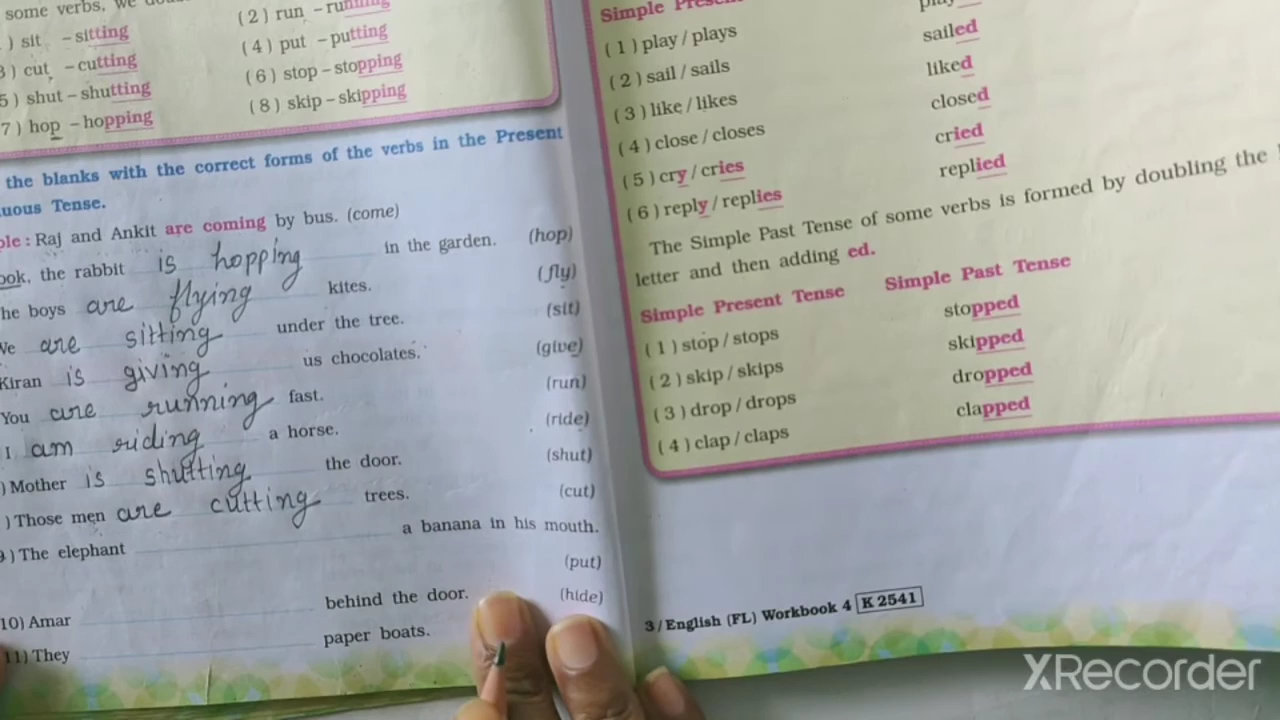 some verbs, we
(2) run – running
) sit – sitting
(4) put – putting
3) cut – cutting
(6) stop – stopping
5) shut – shutting
(8) skip – skipping
7) hop – hopping
the blanks with the correct forms of the verbs in the Present
uous Tense.
ple : Raj and Ankit are coming by bus. (come)
ook, the rabbit is hopping in the garden. (hop)
he boys are flying kites. (fly)
We are sitting under the tree. (sit)
Kiran is giving us chocolates. (give)
You are running fast. (run)
I am riding a horse. (ride)
) Mother is shutting the door. (shut)
) Those men are cutting trees. (cut)
9) The elephant a banana in his mouth.
(put)
10) Amar behind the door. (hide)
11) They paper boats.
Simple Present
(1) play / plays
(2) sail / sails sailed
(3) like / likes liked
(4) close / closes closed
(5) cry / cries cried
(6) reply / replies replied
The Simple Past Tense of some verbs is formed by doubling the
letter and then adding ed.
Simple Present Tense Simple Past Tense
(1) stop / stops stopped
(2) skip / skips skipped
(3) drop / drops dropped
(4) clap / claps clapped
3 / English (FL) Workbook 4 K 2541
XRecorder